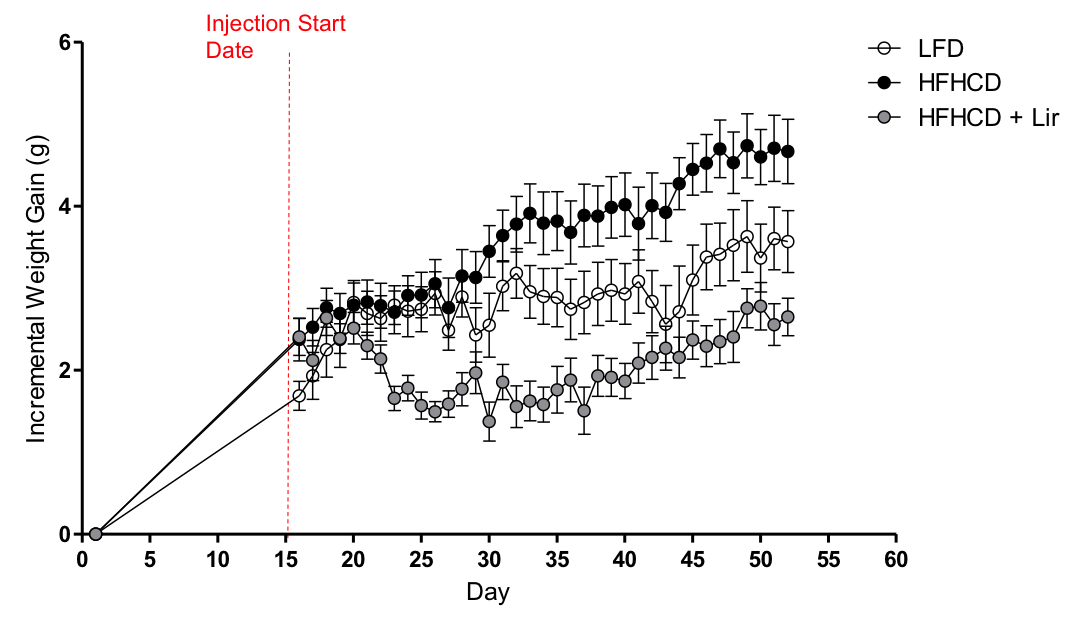 Injection Start
Date
6
4
2
0
Incremental Weight Gain (g)
0 5 10 15 20 25 30 35 40 45 50 55 60
Day
LFD
HFHCD
HFHCD + Lir